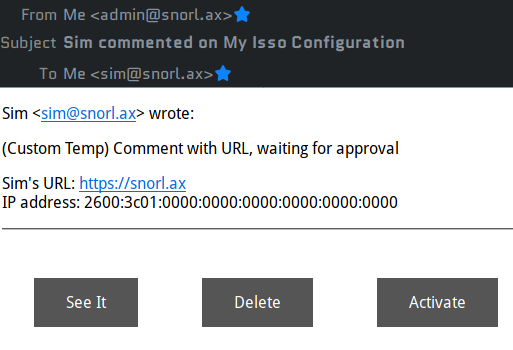 From Me <admin@snorl.ax>
Subject Sim commented on My Isso Configuration
To Me <sim@snorl.ax>
Sim <sim@snorl.ax> wrote:
(Custom Temp) Comment with URL, waiting for approval
Sim's URL: https://snorl.ax
IP address: 2600:3c01:0000:0000:0000:0000:0000:0000
See It
Delete
Activate